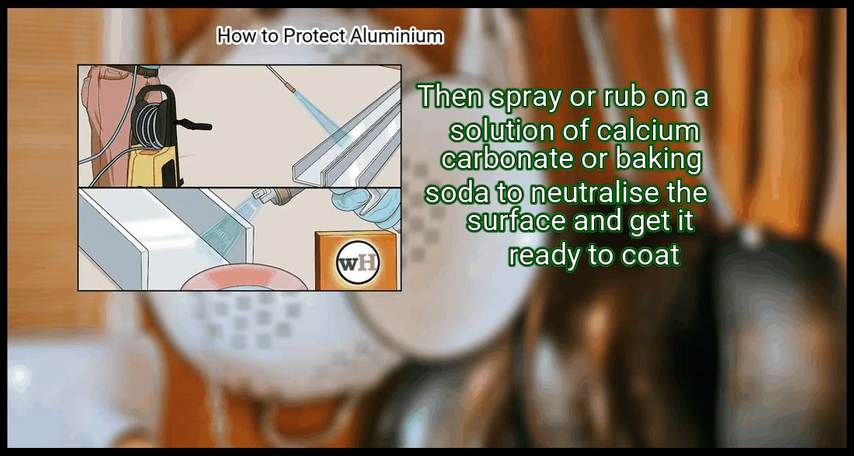 How to Protect Aluminium
Then spray or rub on a
solution of calcium
carbonate or baking
soda to neutralise the
surface and get it
ready to coat
wH